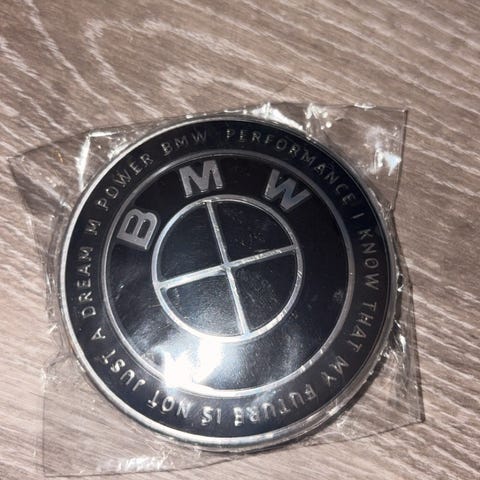 BMW
M POWER BMW PERFORMANCE I KNOW THAT MY FUTURE IS NOT JUST A DREAM